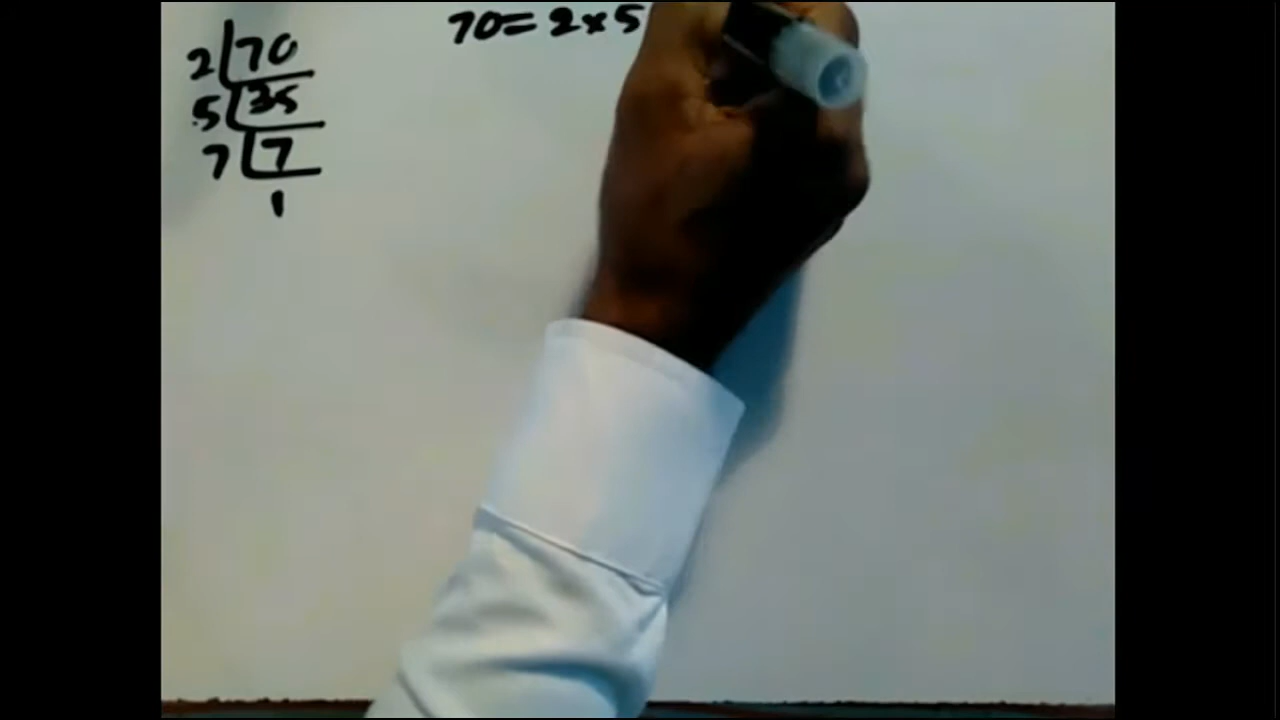 70 = 2 x 5
2 | 70
5 | 35
7 | 7
1